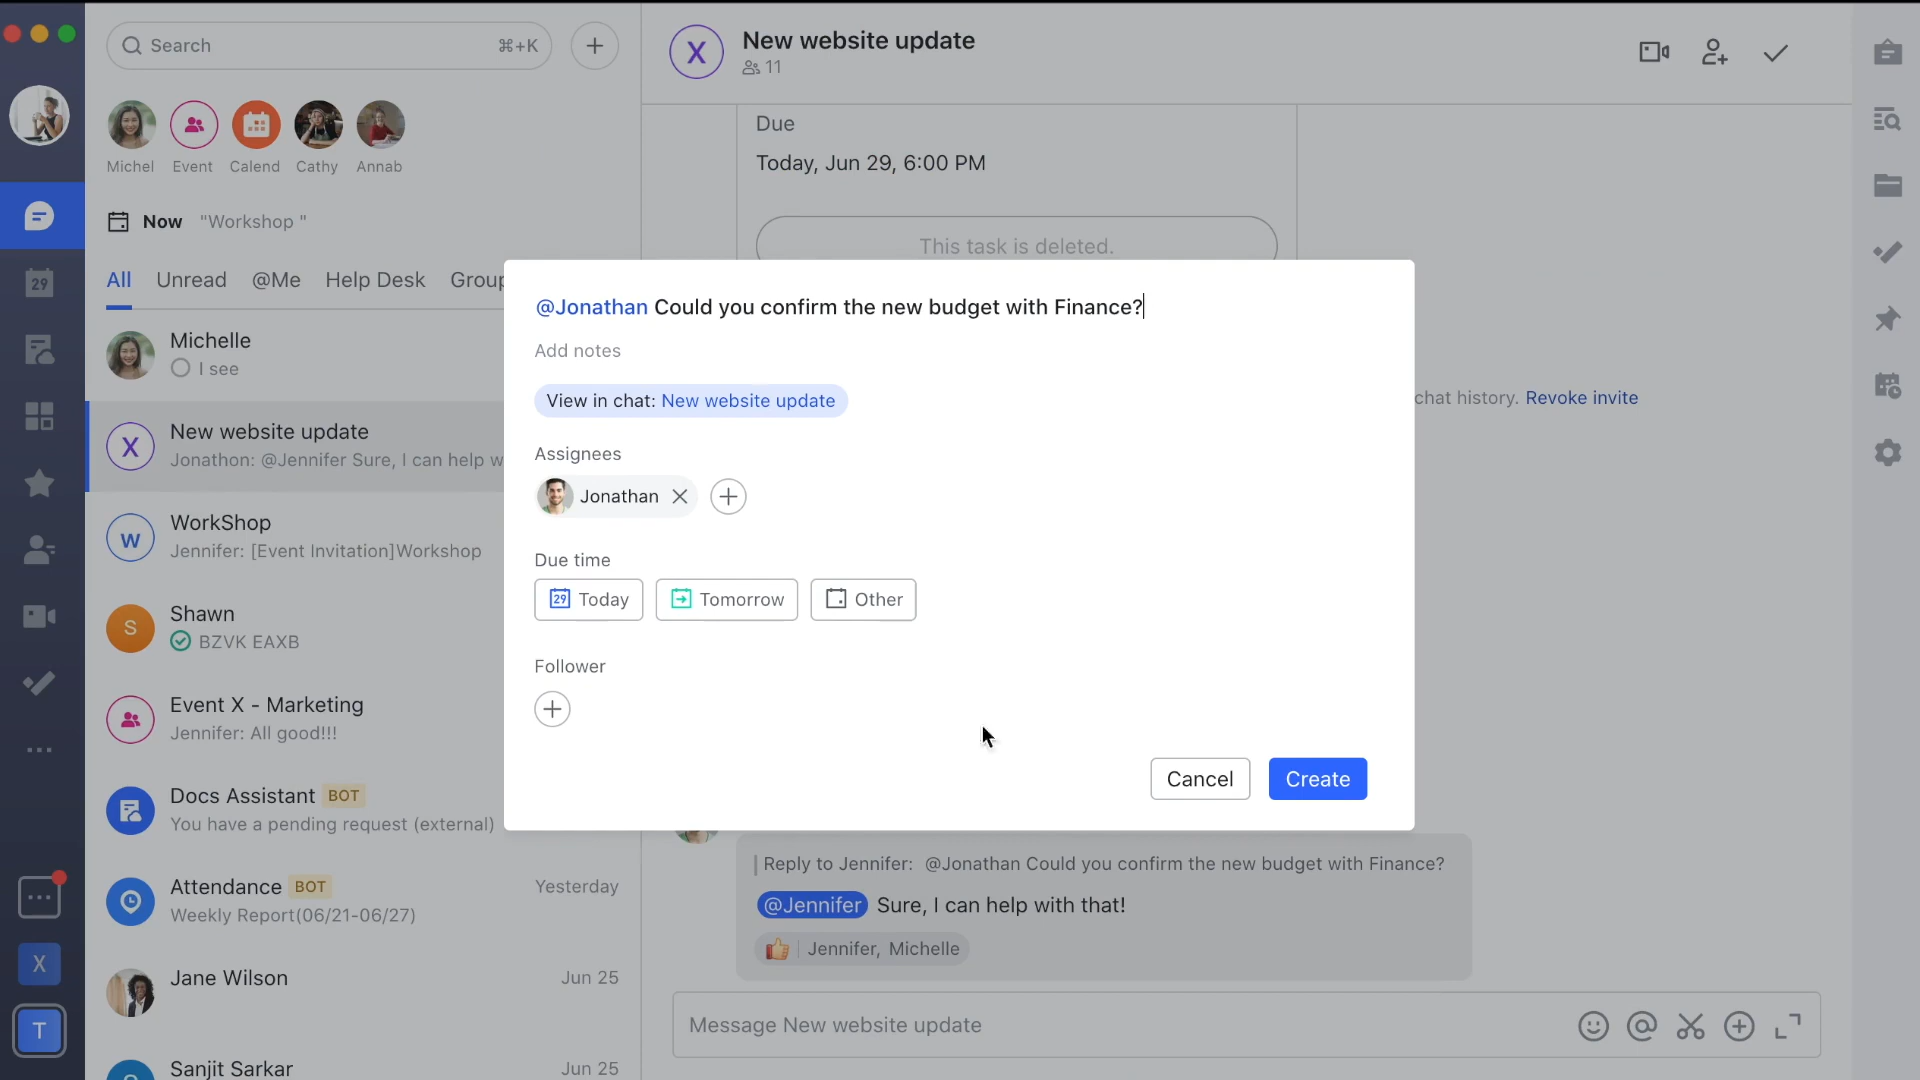 Search
⌘+K
New website update
11
Michel
Event
Calend
Cathy
Annab
Now "Workshop "
All
Unread
@Me
Help Desk
Group
Michelle
I see
X
New website update
Jonathon: @Jennifer Sure, I can help w
W
WorkShop
Jennifer: [Event Invitation]Workshop
S
Shawn
BZVK EAXB
Event X - Marketing
Jennifer: All good!!!
Docs Assistant BOT
You have a pending request (external)
Attendance BOT
Yesterday
Weekly Report(06/21-06/27)
Jane Wilson
Jun 25
Sanjit Sarkar
Jun 25
29
X
T
X
Due
Today, Jun 29, 6:00 PM
This task is deleted.
chat history. Revoke invite
@Jonathan Could you confirm the new budget with Finance?
Add notes
View in chat: New website update
Assignees
Jonathan
Due time
29 Today
Tomorrow
Other
Follower
Cancel
Create
Reply to Jennifer: @Jonathan Could you confirm the new budget with Finance?
@Jennifer Sure, I can help with that!
Jennifer, Michelle
Message New website update